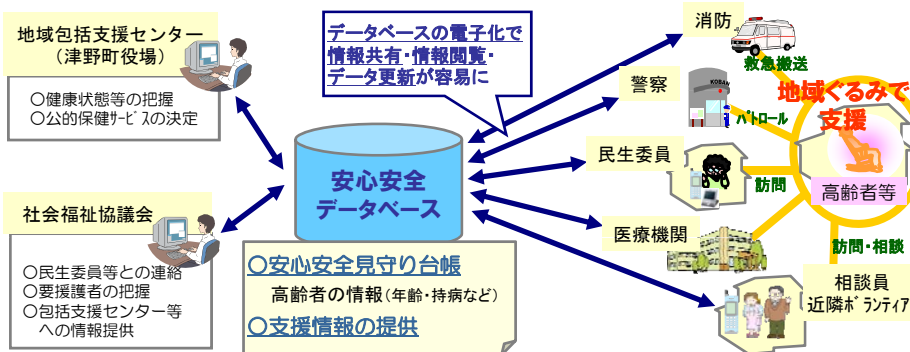 地域包括支援センター
（津野町役場）
○健康状態等の把握
○公的保健ｻｰﾋﾞｽの決定
社会福祉協議会
○民生委員等との連絡
○要援護者の把握
○包括支援センター等
への情報提供
データベースの電子化で
情報共有・情報閲覧・
データ更新が容易に
安心安全
データベース
○安心安全見守り台帳
高齢者の情報（年齢・持病など）
○支援情報の提供
消防
救急搬送
警察
KOBAN
ﾊﾟﾄロール
民生委員
訪問
医療機関
地域ぐるみで
支援
高齢者等
訪問・相談
相談員
近隣ﾎﾞﾗﾝﾃｨｱ